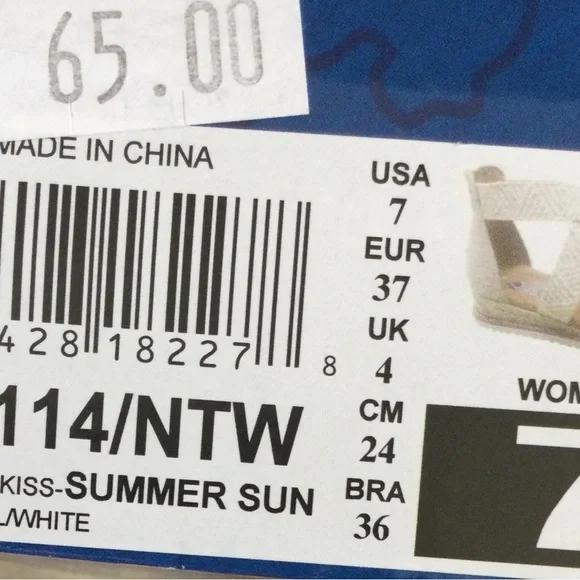 65.00
MADE IN CHINA
428 18227 8
114/NTW
KISS-SUMMER SUN
L/WHITE
USA
7
EUR
37
UK
4
CM
24
BRA
36
WOM
7